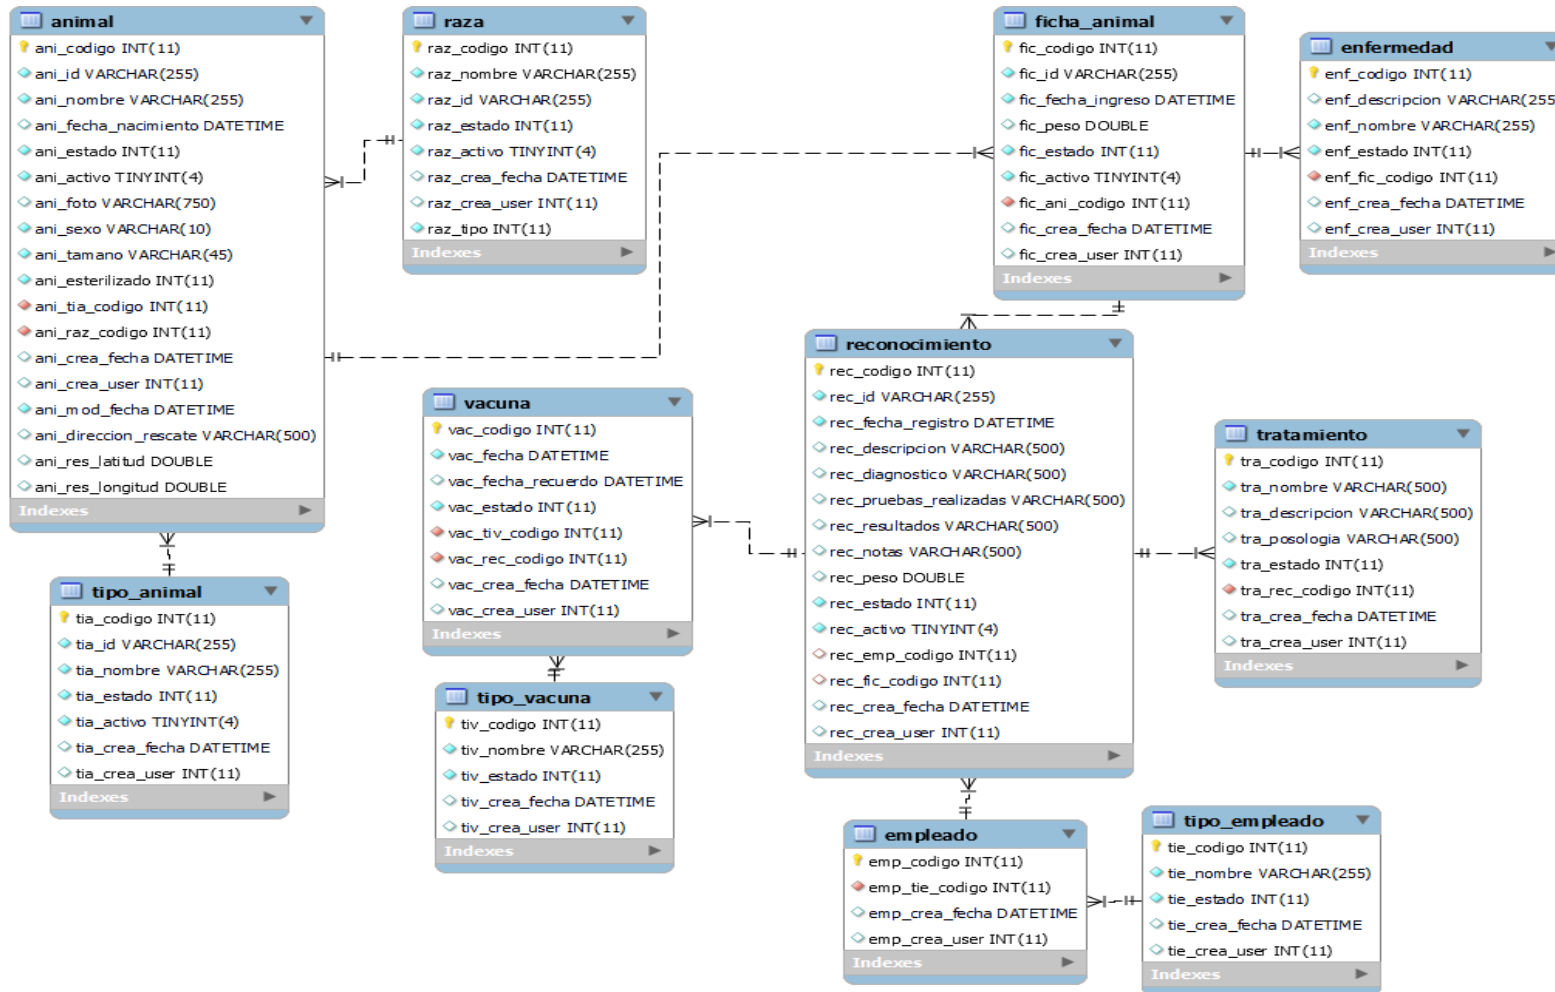 animal
ani_codigo INT(11)
ani_id VARCHAR(255)
ani_nombre VARCHAR(255)
ani_fecha_nacimiento DATETIME
ani_estado INT(11)
ani_activo TINYINT(4)
ani_foto VARCHAR(750)
ani_sexo VARCHAR(10)
ani_tamano VARCHAR(45)
ani_esterilizado INT(11)
ani_tia_codigo INT(11)
ani_raz_codigo INT(11)
ani_crea_fecha DATETIME
ani_crea_user INT(11)
ani_mod_fecha DATETIME
ani_direccion_rescate VARCHAR(500)
ani_res_latitud DOUBLE
ani_res_longitud DOUBLE
Indexes
raza
raz_codigo INT(11)
raz_nombre VARCHAR(255)
raz_id VARCHAR(255)
raz_estado INT(11)
raz_activo TINYINT(4)
raz_crea_fecha DATETIME
raz_crea_user INT(11)
raz_tipo INT(11)
Indexes
ficha_animal
fic_codigo INT(11)
fic_id VARCHAR(255)
fic_fecha_ingreso DATETIME
fic_peso DOUBLE
fic_estado INT(11)
fic_activo TINYINT(4)
fic_ani_codigo INT(11)
fic_crea_fecha DATETIME
fic_crea_user INT(11)
Indexes
enfermedad
enf_codigo INT(11)
enf_descripcion VARCHAR(255
enf_nombre VARCHAR(255)
enf_estado INT(11)
enf_fic_codigo INT(11)
enf_crea_fecha DATETIME
enf_crea_user INT(11)
Indexes
reconocimiento
rec_codigo INT(11)
rec_id VARCHAR(255)
rec_fecha_registro DATETIME
rec_descripcion VARCHAR(500)
rec_diagnostico VARCHAR(500)
rec_pruebas_realizadas VARCHAR(500)
rec_resultados VARCHAR(500)
rec_notas VARCHAR(500)
rec_peso DOUBLE
rec_estado INT(11)
rec_activo TINYINT(4)
rec_emp_codigo INT(11)
rec_fic_codigo INT(11)
rec_crea_fecha DATETIME
rec_crea_user INT(11)
Indexes
vacuna
vac_codigo INT(11)
vac_fecha DATETIME
vac_fecha_recuerdo DATETIME
vac_estado INT(11)
vac_tiv_codigo INT(11)
vac_rec_codigo INT(11)
vac_crea_fecha DATETIME
vac_crea_user INT(11)
Indexes
tratamiento
tra_codigo INT(11)
tra_nombre VARCHAR(500)
tra_descripcion VARCHAR(500)
tra_posologia VARCHAR(500)
tra_estado INT(11)
tra_rec_codigo INT(11)
tra_crea_fecha DATETIME
tra_crea_user INT(11)
Indexes
tipo_animal
tia_codigo INT(11)
tia_id VARCHAR(255)
tia_nombre VARCHAR(255)
tia_estado INT(11)
tia_activo TINYINT(4)
tia_crea_fecha DATETIME
tia_crea_user INT(11)
Indexes
tipo_vacuna
tiv_codigo INT(11)
tiv_nombre VARCHAR(255)
tiv_estado INT(11)
tiv_crea_fecha DATETIME
tiv_crea_user INT(11)
Indexes
empleado
emp_codigo INT(11)
emp_tie_codigo INT(11)
emp_crea_fecha DATETIME
emp_crea_user INT(11)
Indexes
tipo_empleado
tie_codigo INT(11)
tie_nombre VARCHAR(255)
tie_estado INT(11)
tie_crea_fecha DATETIME
tie_crea_user INT(11)
Indexes